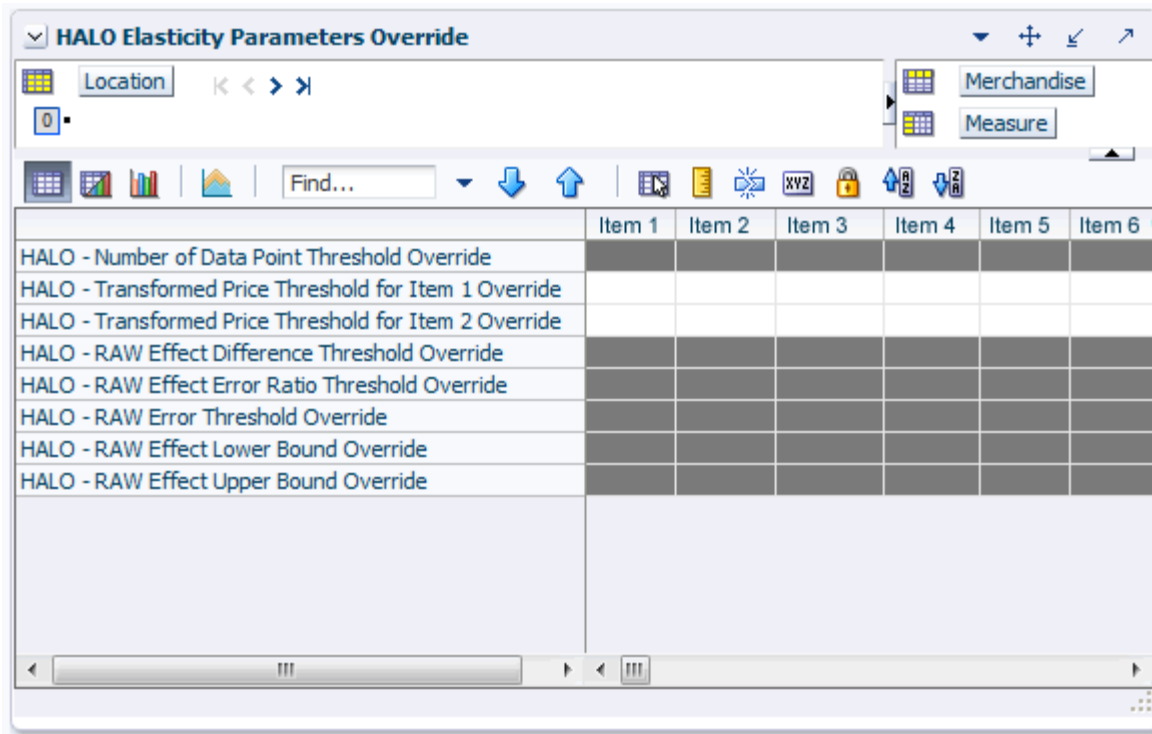 HALO Elasticity Parameters Override
Location
Merchandise
0
Measure
Find...
XYZ
A Z
Z A
Item 1 Item 2 Item 3 Item 4 Item 5 Item 6
HALO - Number of Data Point Threshold Override
HALO - Transformed Price Threshold for Item 1 Override
HALO - Transformed Price Threshold for Item 2 Override
HALO - RAW Effect Difference Threshold Override
HALO - RAW Effect Error Ratio Threshold Override
HALO - RAW Error Threshold Override
HALO - RAW Effect Lower Bound Override
HALO - RAW Effect Upper Bound Override